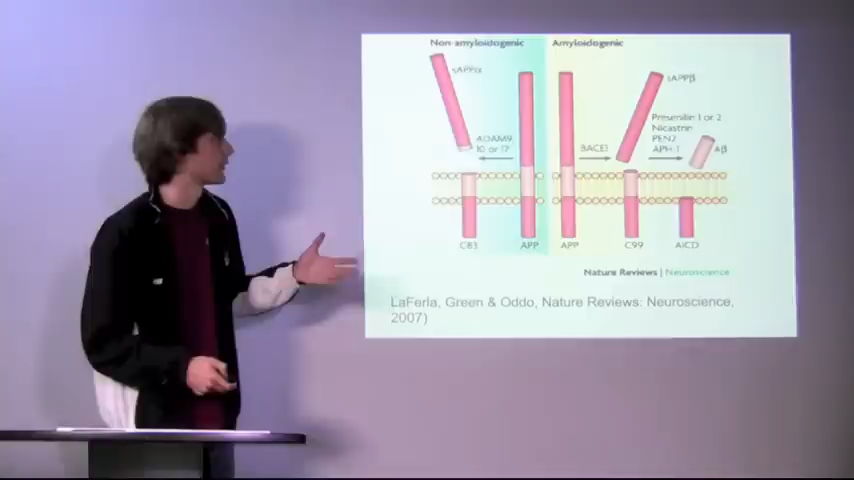 Non-amyloidogenic
Amyloidogenic
sAPPα
sAPPβ
ADAM9,
10 or 17
BACE1
Presenilin 1 or 2
Nicastrin
PEN2
APH-1
Aβ
C83
APP
APP
C99
AICD
Nature Reviews | Neuroscience
LaFerla, Green & Oddo, Nature Reviews: Neuroscience,
2007)